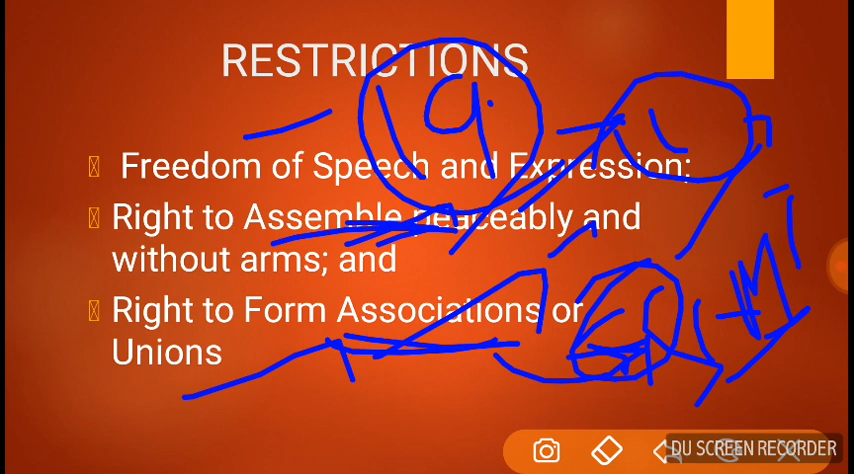 RESTRICTIONS
19
Freedom of Speech and Expression;
Right to Assemble peaceably and
without arms; and
Right to Form Associations or
Unions
DU SCREEN RECORDER